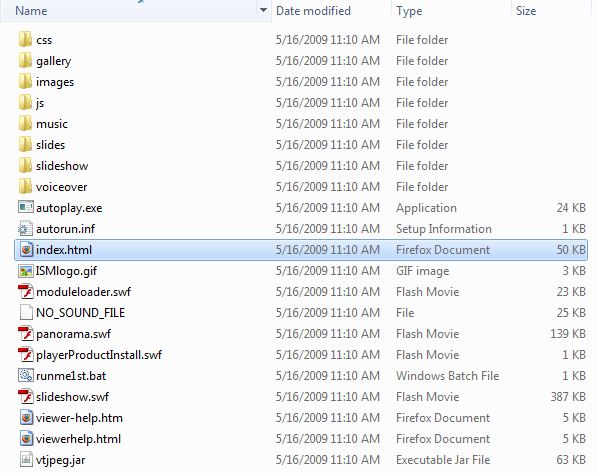 Name Date modified Type Size
css 5/16/2009 11:10 AM File folder
gallery 5/16/2009 11:10 AM File folder
images 5/16/2009 11:10 AM File folder
js 5/16/2009 11:10 AM File folder
music 5/16/2009 11:10 AM File folder
slides 5/16/2009 11:10 AM File folder
slideshow 5/16/2009 11:10 AM File folder
voiceover 5/16/2009 11:10 AM File folder
autoplay.exe 5/16/2009 11:10 AM Application 24 KB
autorun.inf 5/16/2009 11:10 AM Setup Information 1 KB
index.html 5/16/2009 11:10 AM Firefox Document 50 KB
ISMlogo.gif 5/16/2009 11:10 AM GIF image 3 KB
moduleloader.swf 5/16/2009 11:10 AM Flash Movie 23 KB
NO_SOUND_FILE 5/16/2009 11:10 AM File 25 KB
panorama.swf 5/16/2009 11:10 AM Flash Movie 139 KB
playerProductInstall.swf 5/16/2009 11:10 AM Flash Movie 1 KB
runme1st.bat 5/16/2009 11:10 AM Windows Batch File 1 KB
slideshow.swf 5/16/2009 11:10 AM Flash Movie 387 KB
viewer-help.htm 5/16/2009 11:10 AM Firefox Document 5 KB
viewerhelp.html 5/16/2009 11:10 AM Firefox Document 5 KB
vtjpeg.jar 5/16/2009 11:10 AM Executable Jar File 63 KB